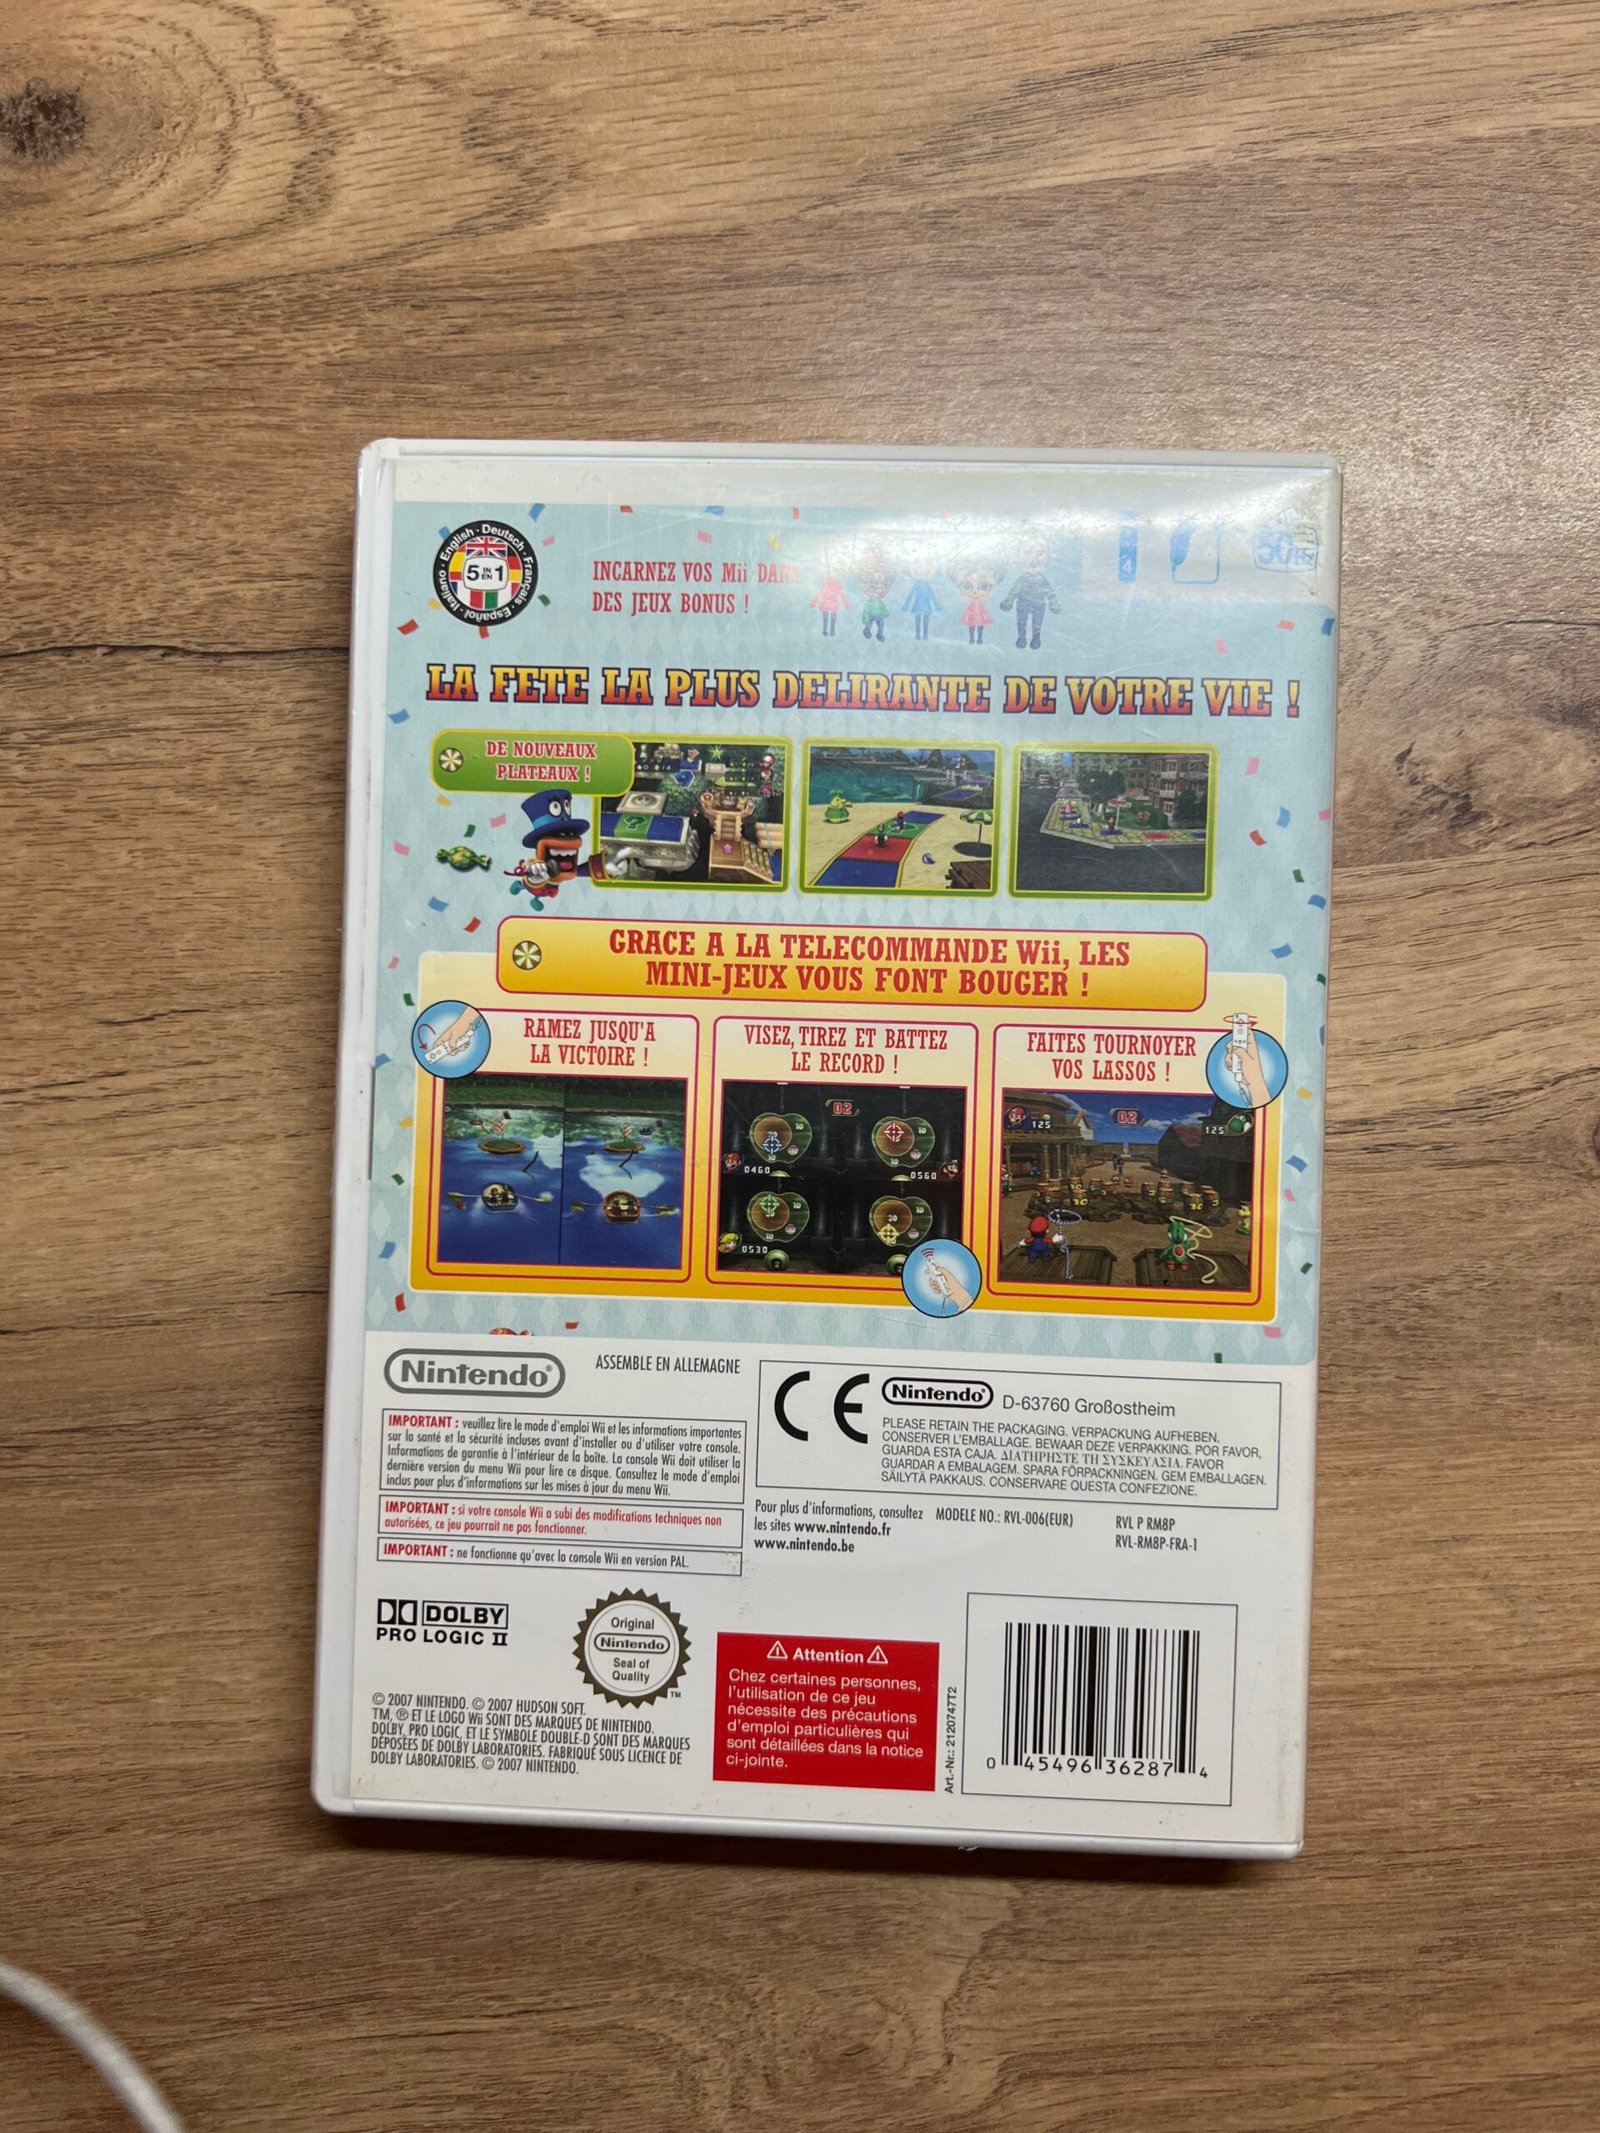 English · Deutsch · Français · Español · Italiano
5 IN EN 1
INCARNEZ VOS Mii DANS
DES JEUX BONUS !
4
50Hz
LA FETE LA PLUS DELIRANTE DE VOTRE VIE !
DE NOUVEAUX
PLATEAUX !
GRACE A LA TELECOMMANDE Wii, LES
MINI-JEUX VOUS FONT BOUGER !
RAMEZ JUSQU'A
LA VICTOIRE !
VISEZ, TIREZ ET BATTEZ
LE RECORD !
02
0460
0560
0530
FAITES TOURNOYER
VOS LASSOS !
125
02
125
Nintendo®
ASSEMBLE EN ALLEMAGNE
IMPORTANT : veuillez lire le mode d'emploi Wii et les informations importantes
sur la santé et la sécurité incluses avant d'installer ou d'utiliser votre console.
Informations de garantie à l'intérieur de la boîte. La console Wii doit utiliser la
dernière version du menu Wii pour lire ce disque. Consultez le mode d'emploi
inclus pour plus d'informations sur les mises à jour du menu Wii.
IMPORTANT : si votre console Wii a subi des modifications techniques non
autorisées, ce jeu pourrait ne pas fonctionner.
IMPORTANT : ne fonctionne qu'avec la console Wii en version PAL.
CE
Nintendo® D-63760 Großostheim
PLEASE RETAIN THE PACKAGING. VERPACKUNG AUFHEBEN.
CONSERVER L'EMBALLAGE. BEWAAR DEZE VERPAKKING. POR FAVOR,
GUARDA ESTA CAJA. ΔΙΑΤΗΡΗΣΤΕ ΤΗ ΣΥΣΚΕΥΑΣΙΑ. FAVOR
GUARDAR A EMBALAGEM. SPARA FÖRPACKNINGEN. GEM EMBALLAGEN.
SÄILYTÄ PAKKAUS. CONSERVARE QUESTA CONFEZIONE.
Pour plus d'informations, consultez
les sites www.nintendo.fr
www.nintendo.be
MODELE NO.: RVL-006(EUR)
RVL P RM8P
RVL-RM8P-FRA-1
DOLBY
PRO LOGIC II
Original
Nintendo
Seal of
Quality
TM
© 2007 NINTENDO. © 2007 HUDSON SOFT.
TM, ® ET LE LOGO Wii SONT DES MARQUES DE NINTENDO.
DOLBY, PRO LOGIC, ET LE SYMBOLE DOUBLE-D SONT DES MARQUES
DÉPOSÉES DE DOLBY LABORATORIES. FABRIQUÉ SOUS LICENCE DE
DOLBY LABORATORIES. © 2007 NINTENDO.
Attention
Chez certaines personnes,
l'utilisation de ce jeu
nécessite des précautions
d'emploi particulières qui
sont détaillées dans la notice
ci-jointe.
Art.-Nr.: 2120747T2
0 45496 36287 4